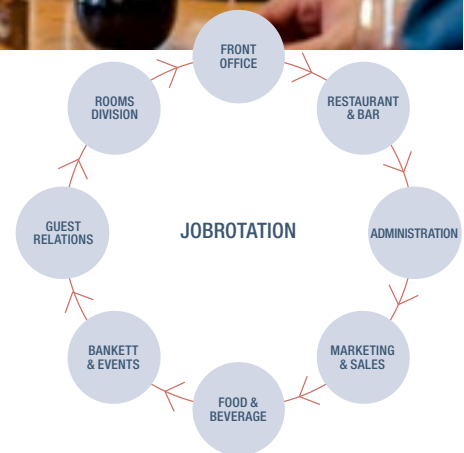 FRONT
OFFICE
RESTAURANT
& BAR
ADMINISTRATION
MARKETING
& SALES
FOOD &
BEVERAGE
BANKETT
& EVENTS
GUEST
RELATIONS
ROOMS
DIVISION
JOBROTATION